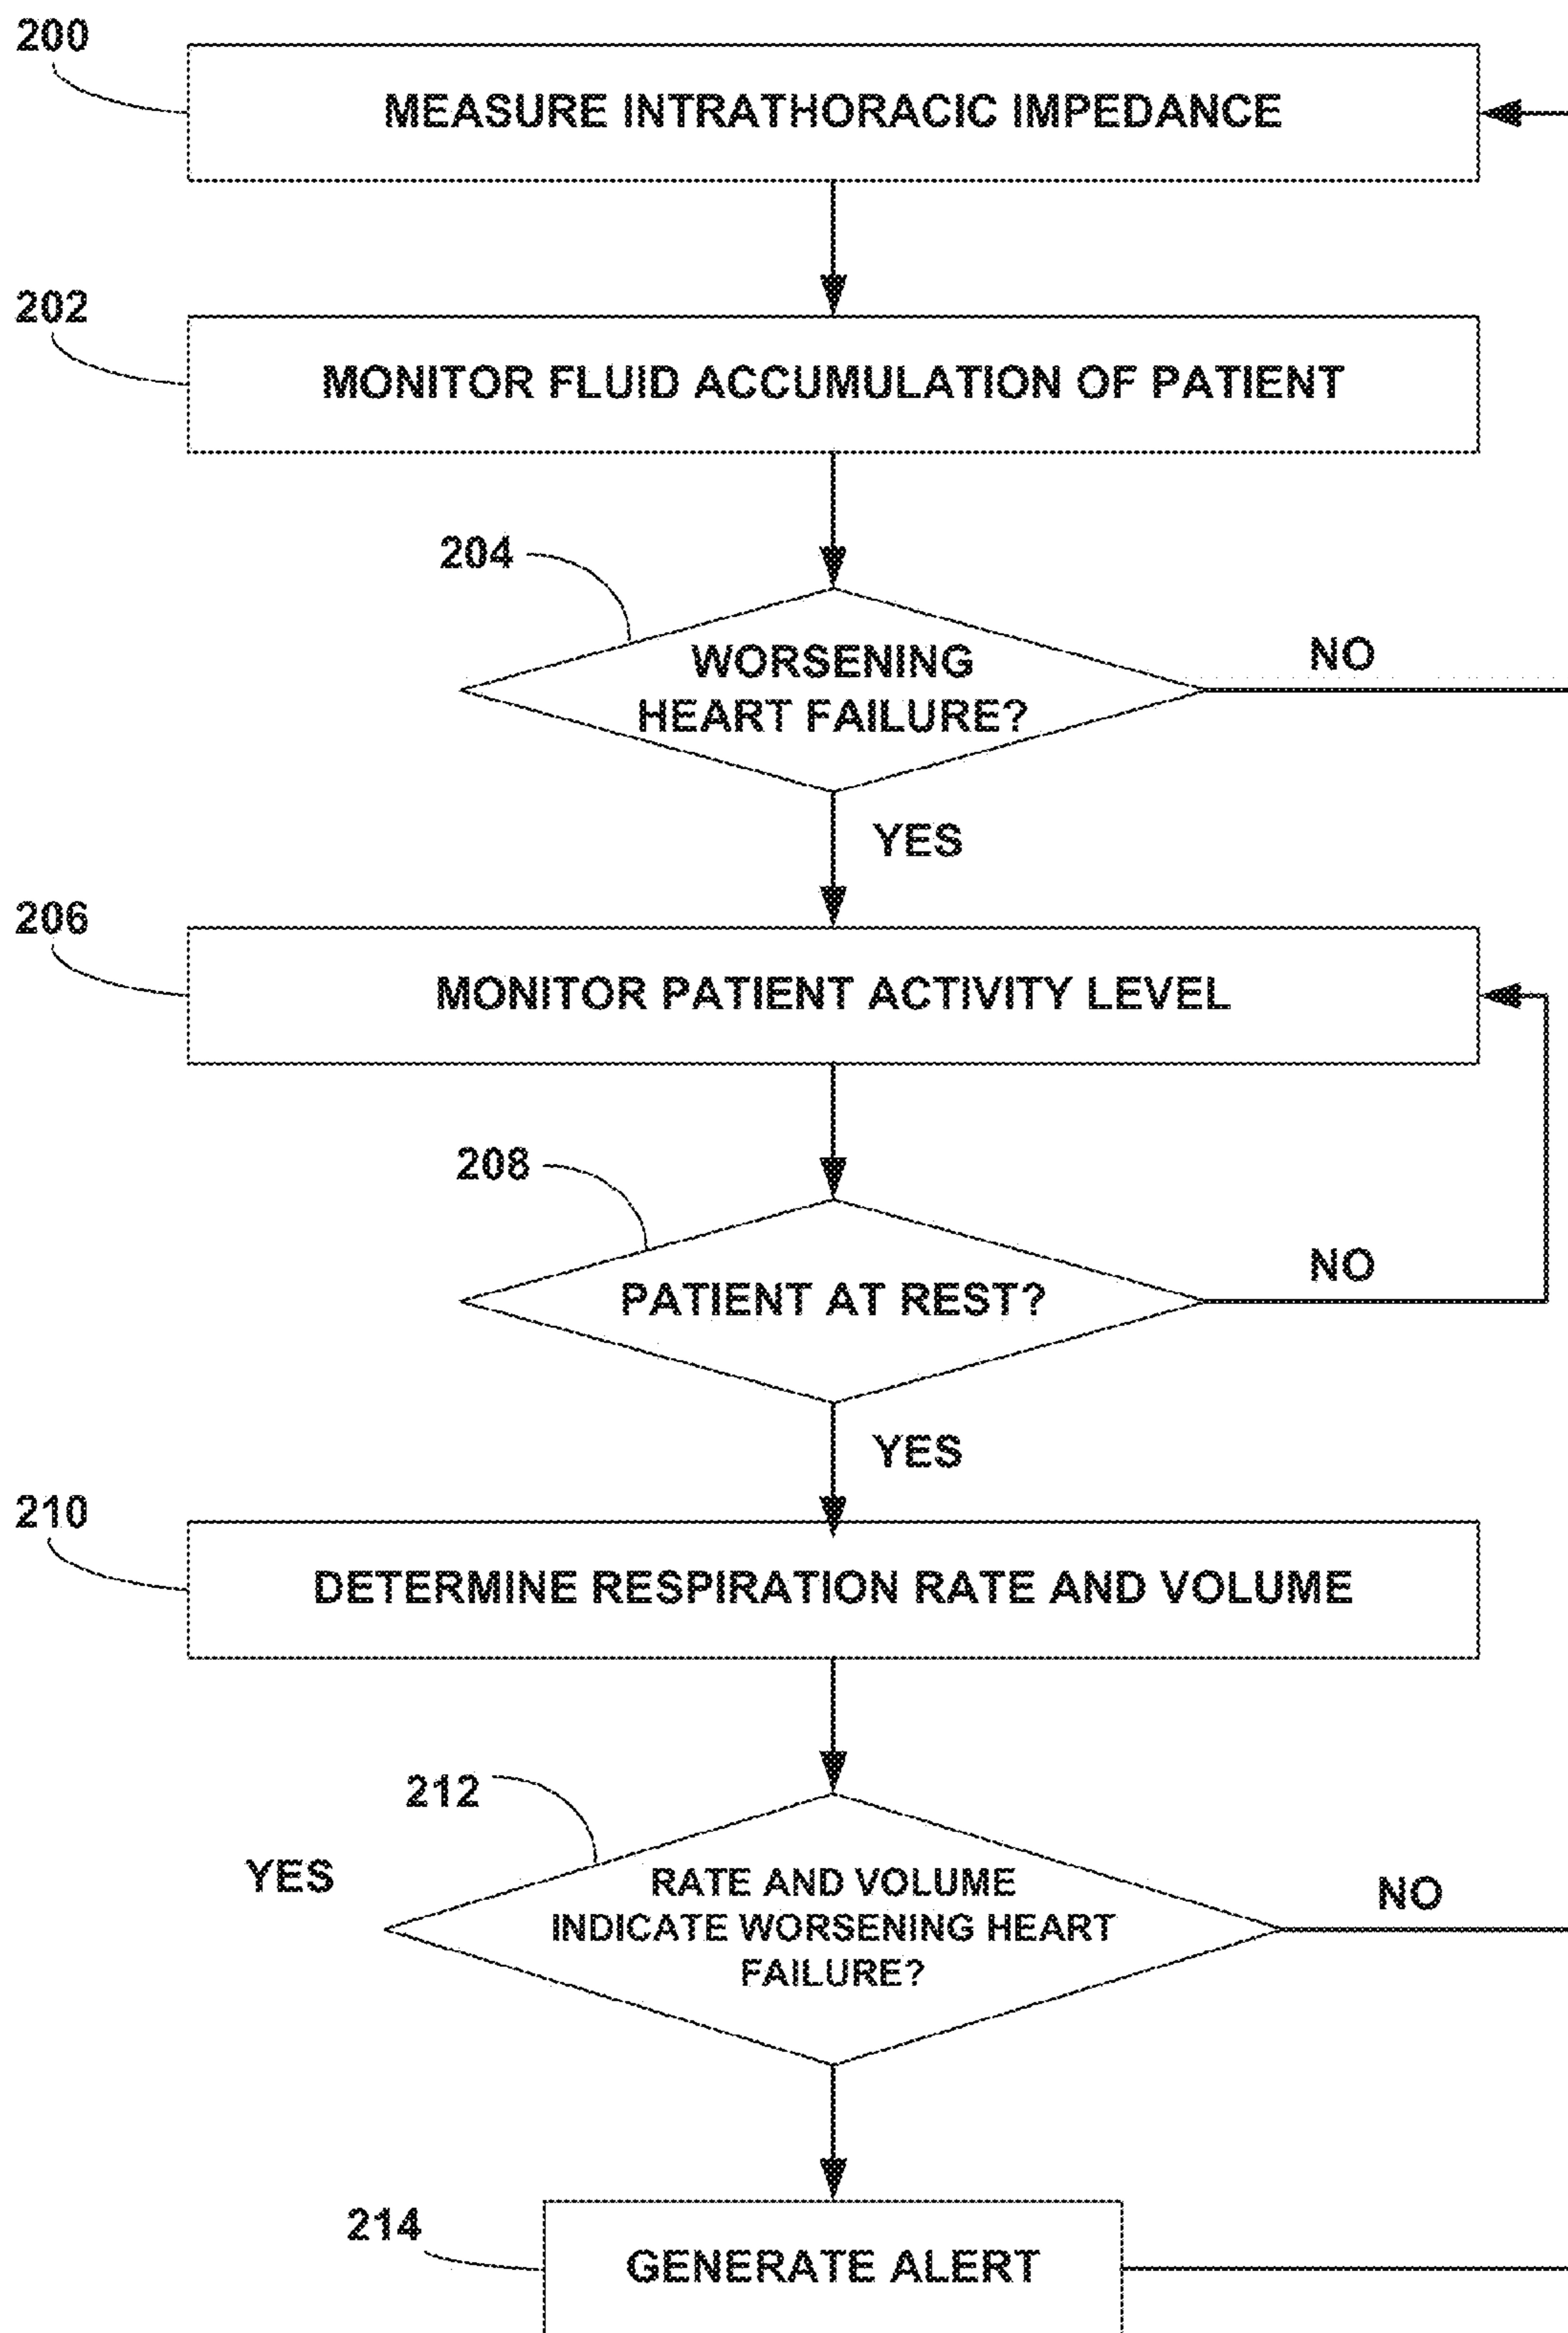 200
MEASURE INTRATHORACIC IMPEDANCE
202
MONITOR FLUID ACCUMULATION OF PATIENT
204
WORSENING
HEART FAILURE?
NO
YES
206
MONITOR PATIENT ACTIVITY LEVEL
208
PATIENT AT REST?
NO
YES
210
DETERMINE RESPIRATION RATE AND VOLUME
212
YES
RATE AND VOLUME
INDICATE WORSENING HEART
FAILURE?
NO
214
GENERATE ALERT